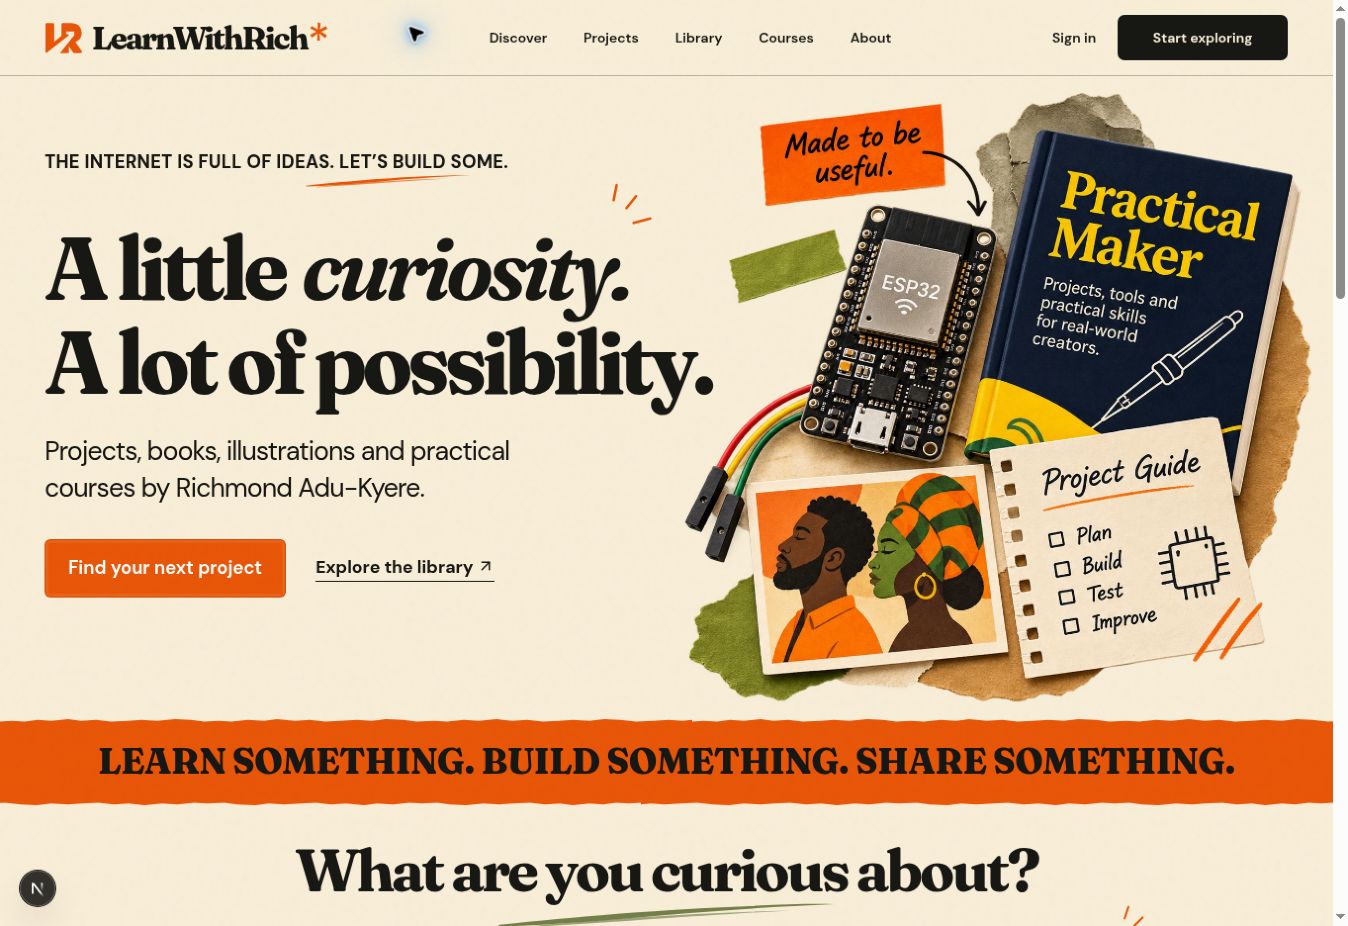 LearnWithRich*
Discover
Projects
Library
Courses
About
Sign in
Start exploring
THE INTERNET IS FULL OF IDEAS. LET’S BUILD SOME.
A little curiosity.
A lot of possibility.
Projects, books, illustrations and practical
courses by Richmond Adu-Kyere.
Find your next project
Explore the library ↗
Made to be
useful.
ESP32
Practical
Maker
Projects, tools and
practical skills
for real-world
creators.
Project Guide
Plan
Build
Test
Improve
LEARN SOMETHING. BUILD SOMETHING. SHARE SOMETHING.
What are you curious about?
N